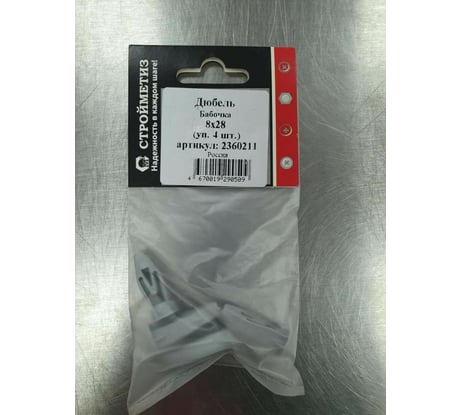 СТРОЙМЕТИЗ
Надежность в каждом шаге!
Дюбель
Бабочка
8х28
(уп. 4 шт.)
артикул: 2360211
Россия
4 670019 290509